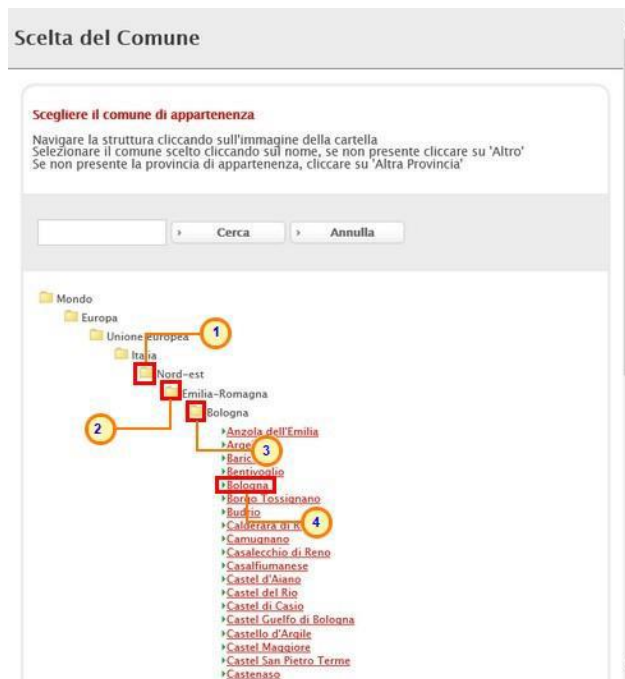 Scelta del Comune
Scegliere il comune di appartenenza
Navigare la struttura cliccando sull'immagine della cartella
Selezionare il comune scelto cliccando sul nome, se non presente cliccare su 'Altro'
Se non presente la provincia di appartenenza, cliccare su 'Altra Provincia'
Cerca Annulla
Mondo
Europa
Unione europea 1
Italia
Nord-est
Emilia-Romagna
Bologna
2
Anzola dell'Emilia
3
Bentivoglio
Bologna
Borgo Tossignano
Budrio
4
Calderara di
Camugnano
Casalecchio di Reno
Casalfiumanese
Castel d'Aiano
Castel del Rio
Castel di Casio
Castel Guelfo di Bologna
Castello d'Argile
Castel Maggiore
Castel San Pietro Terme
Castenaso